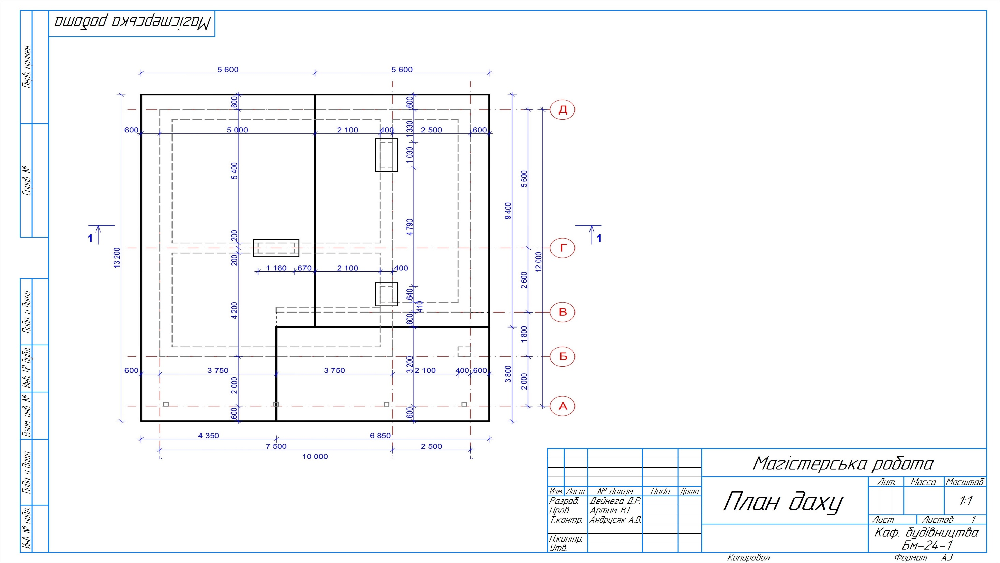 Магістерська робота
Перв. примен.
Справ. №
Подп. и дата
Инв. № дубл.
Взам. инв. №
Подп. и дата
Инв. № подл.
5 600 5 600
600 600
Д
600 5 000 2 100 400 2 500 600
1 330
1 030
5 400
5 600
9 400
4 790
1 1
200
Г
200
13 200
12 000
1 160 670 2 100 400
2 600
640
410
4 200
В
600
1 800
Б
3 200
600 3 750 3 750 2 100 400 600
3 800
2 000
2 000
А
600 600
4 350 6 850
7 500 2 500
10 000
Магістерська робота
План даху
Лит. Масса Масштаб
1:1
Лист Листов 1
Каф. будівництва
Бм-24-1
Изм. Лист № докум. Подп. Дата
Разраб. Дейнега Д.Р.
Пров. Артим В.І.
Т.контр. Андрусяк А.В.
Н.контр.
Утв.
Копировал Формат А3